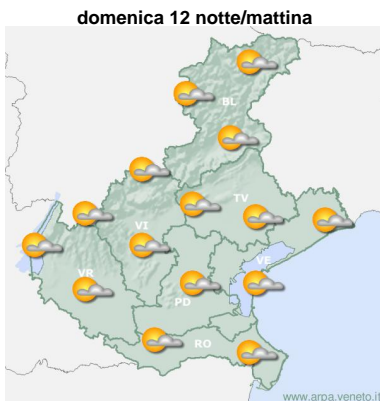 domenica 12 notte/mattina
BL
TV
VI
VE
VR
PD
RO
www.arpa.veneto.it